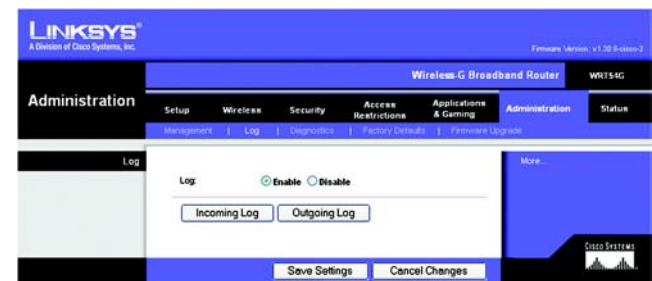 LINKSYS®
A Division of Cisco Systems, Inc.
Firmware Version: v1.30.8-cisco-2
Wireless-G Broadband Router WRT54G
Administration
Setup Wireless Security Access Restrictions Applications & Gaming Administration Status
Management | Log | Diagnostics | Factory Defaults | Firmware Upgrade
Log
More...
Log: Enable Disable
Incoming Log Outgoing Log
CISCO SYSTEMS
Save Settings Cancel Changes